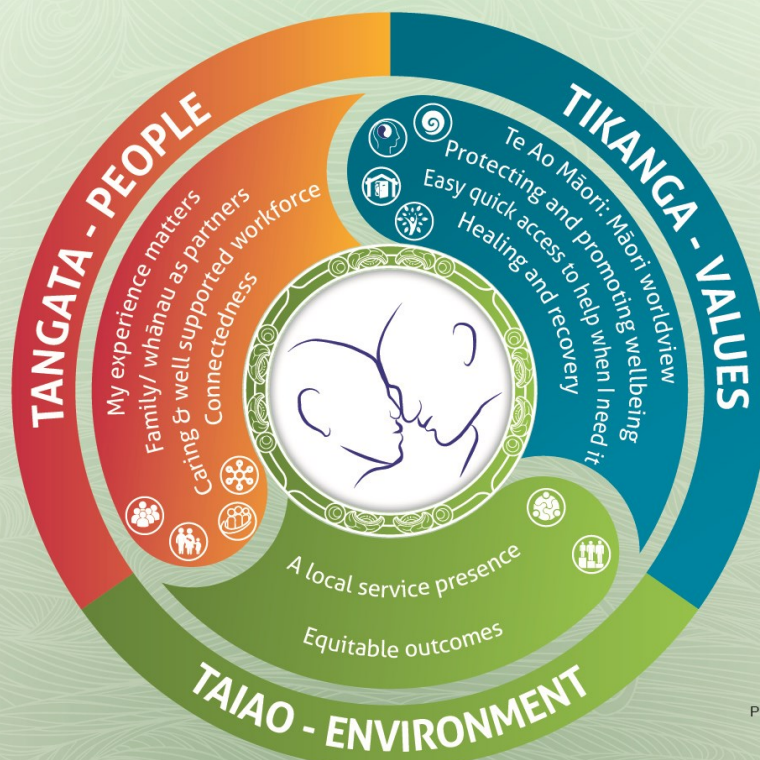 TANGATA - PEOPLE
My experience matters
Family/ whānau as partners
Caring & well supported workforce
Connectedness
TIKANGA - VALUES
Te Ao Māori: Māori worldview
Protecting and promoting wellbeing
Easy quick access to help when I need it
Healing and recovery
A local service presence
Equitable outcomes
TAIAO - ENVIRONMENT
P